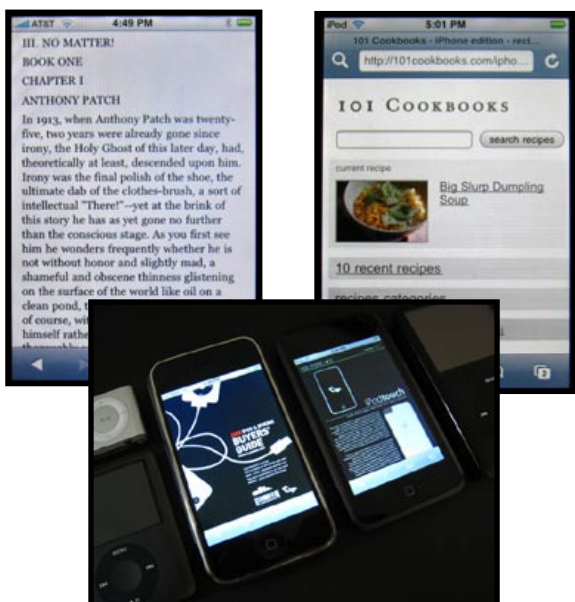 AT&T 4:49 PM
III. NO MATTER!
BOOK ONE
CHAPTER I
ANTHONY PATCH
In 1913, when Anthony Patch was twenty-
five, two years were already gone since
irony, the Holy Ghost of this later day, had,
theoretically at least, descended upon him.
Irony was the final polish of the shoe, the
ultimate dab of the clothes-brush, a sort of
intellectual "There!"--yet at the brink of
this story he has as yet gone no further
than the conscious stage. As you first see
him he wonders frequently whether he is
not without honor and slightly mad, a
shameful and obscene thinness glistening
on the surface of the world like oil on a
clean pond,
of course,
himself
iPod 5:01 PM
101 Cookbooks - iPhone edition - reci...
http://101cookbooks.com/ipho...
101 COOKBOOKS
search recipes
current recipe
Big Slurp Dumpling
Soup
10 recent recipes
recipes categories
BUYERS'
GUIDE
iPodtouch
MENU